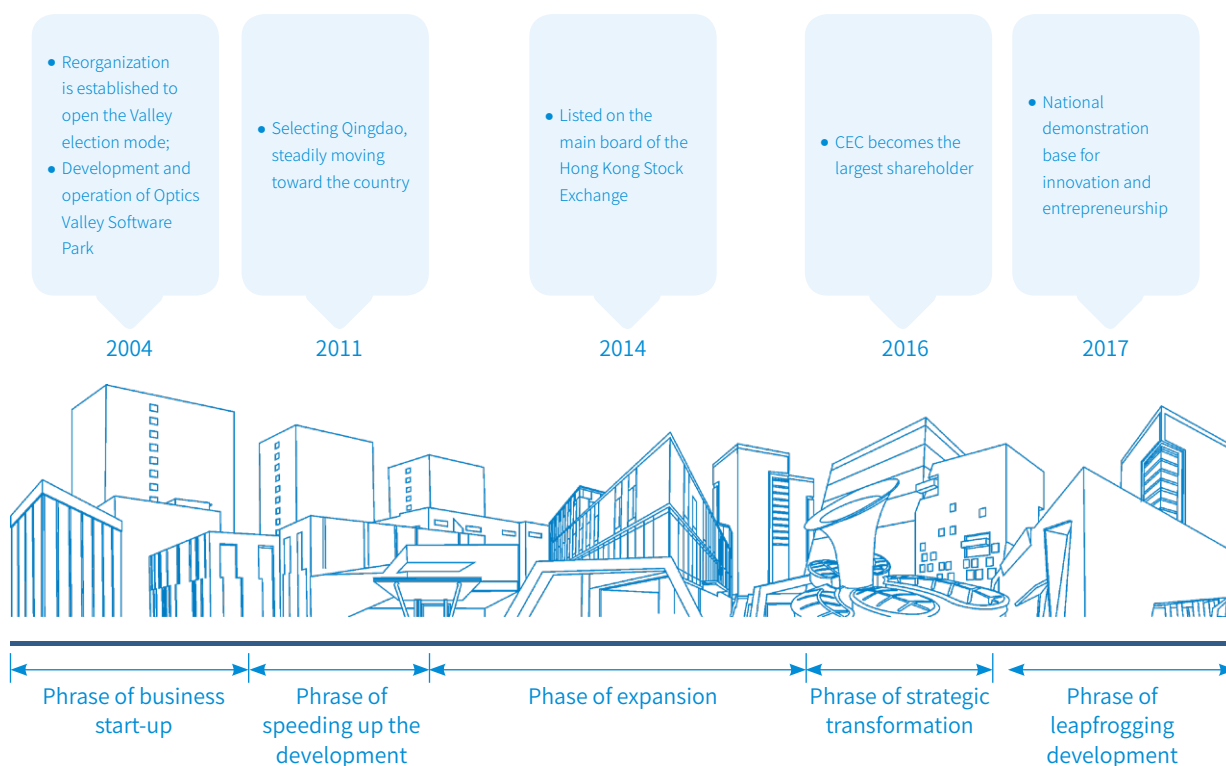 • Reorganization
is established to
open the Valley
election mode;
• Development and
operation of Optics
Valley Software
Park
• Selecting Qingdao,
steadily moving
toward the country
• Listed on the
main board of the
Hong Kong Stock
Exchange
• CEC becomes the
largest shareholder
• National
demonstration
base for
innovation and
entrepreneurship
2004
2011
2014
2016
2017
Phrase of business
start-up
Phrase of
speeding up the
development
Phase of expansion
Phrase of strategic
transformation
Phrase of
leapfrogging
development